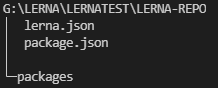 G:\LERNA\LERNATEST\LERNA-REPO
│   lerna.json
│   package.json
│
└─packages